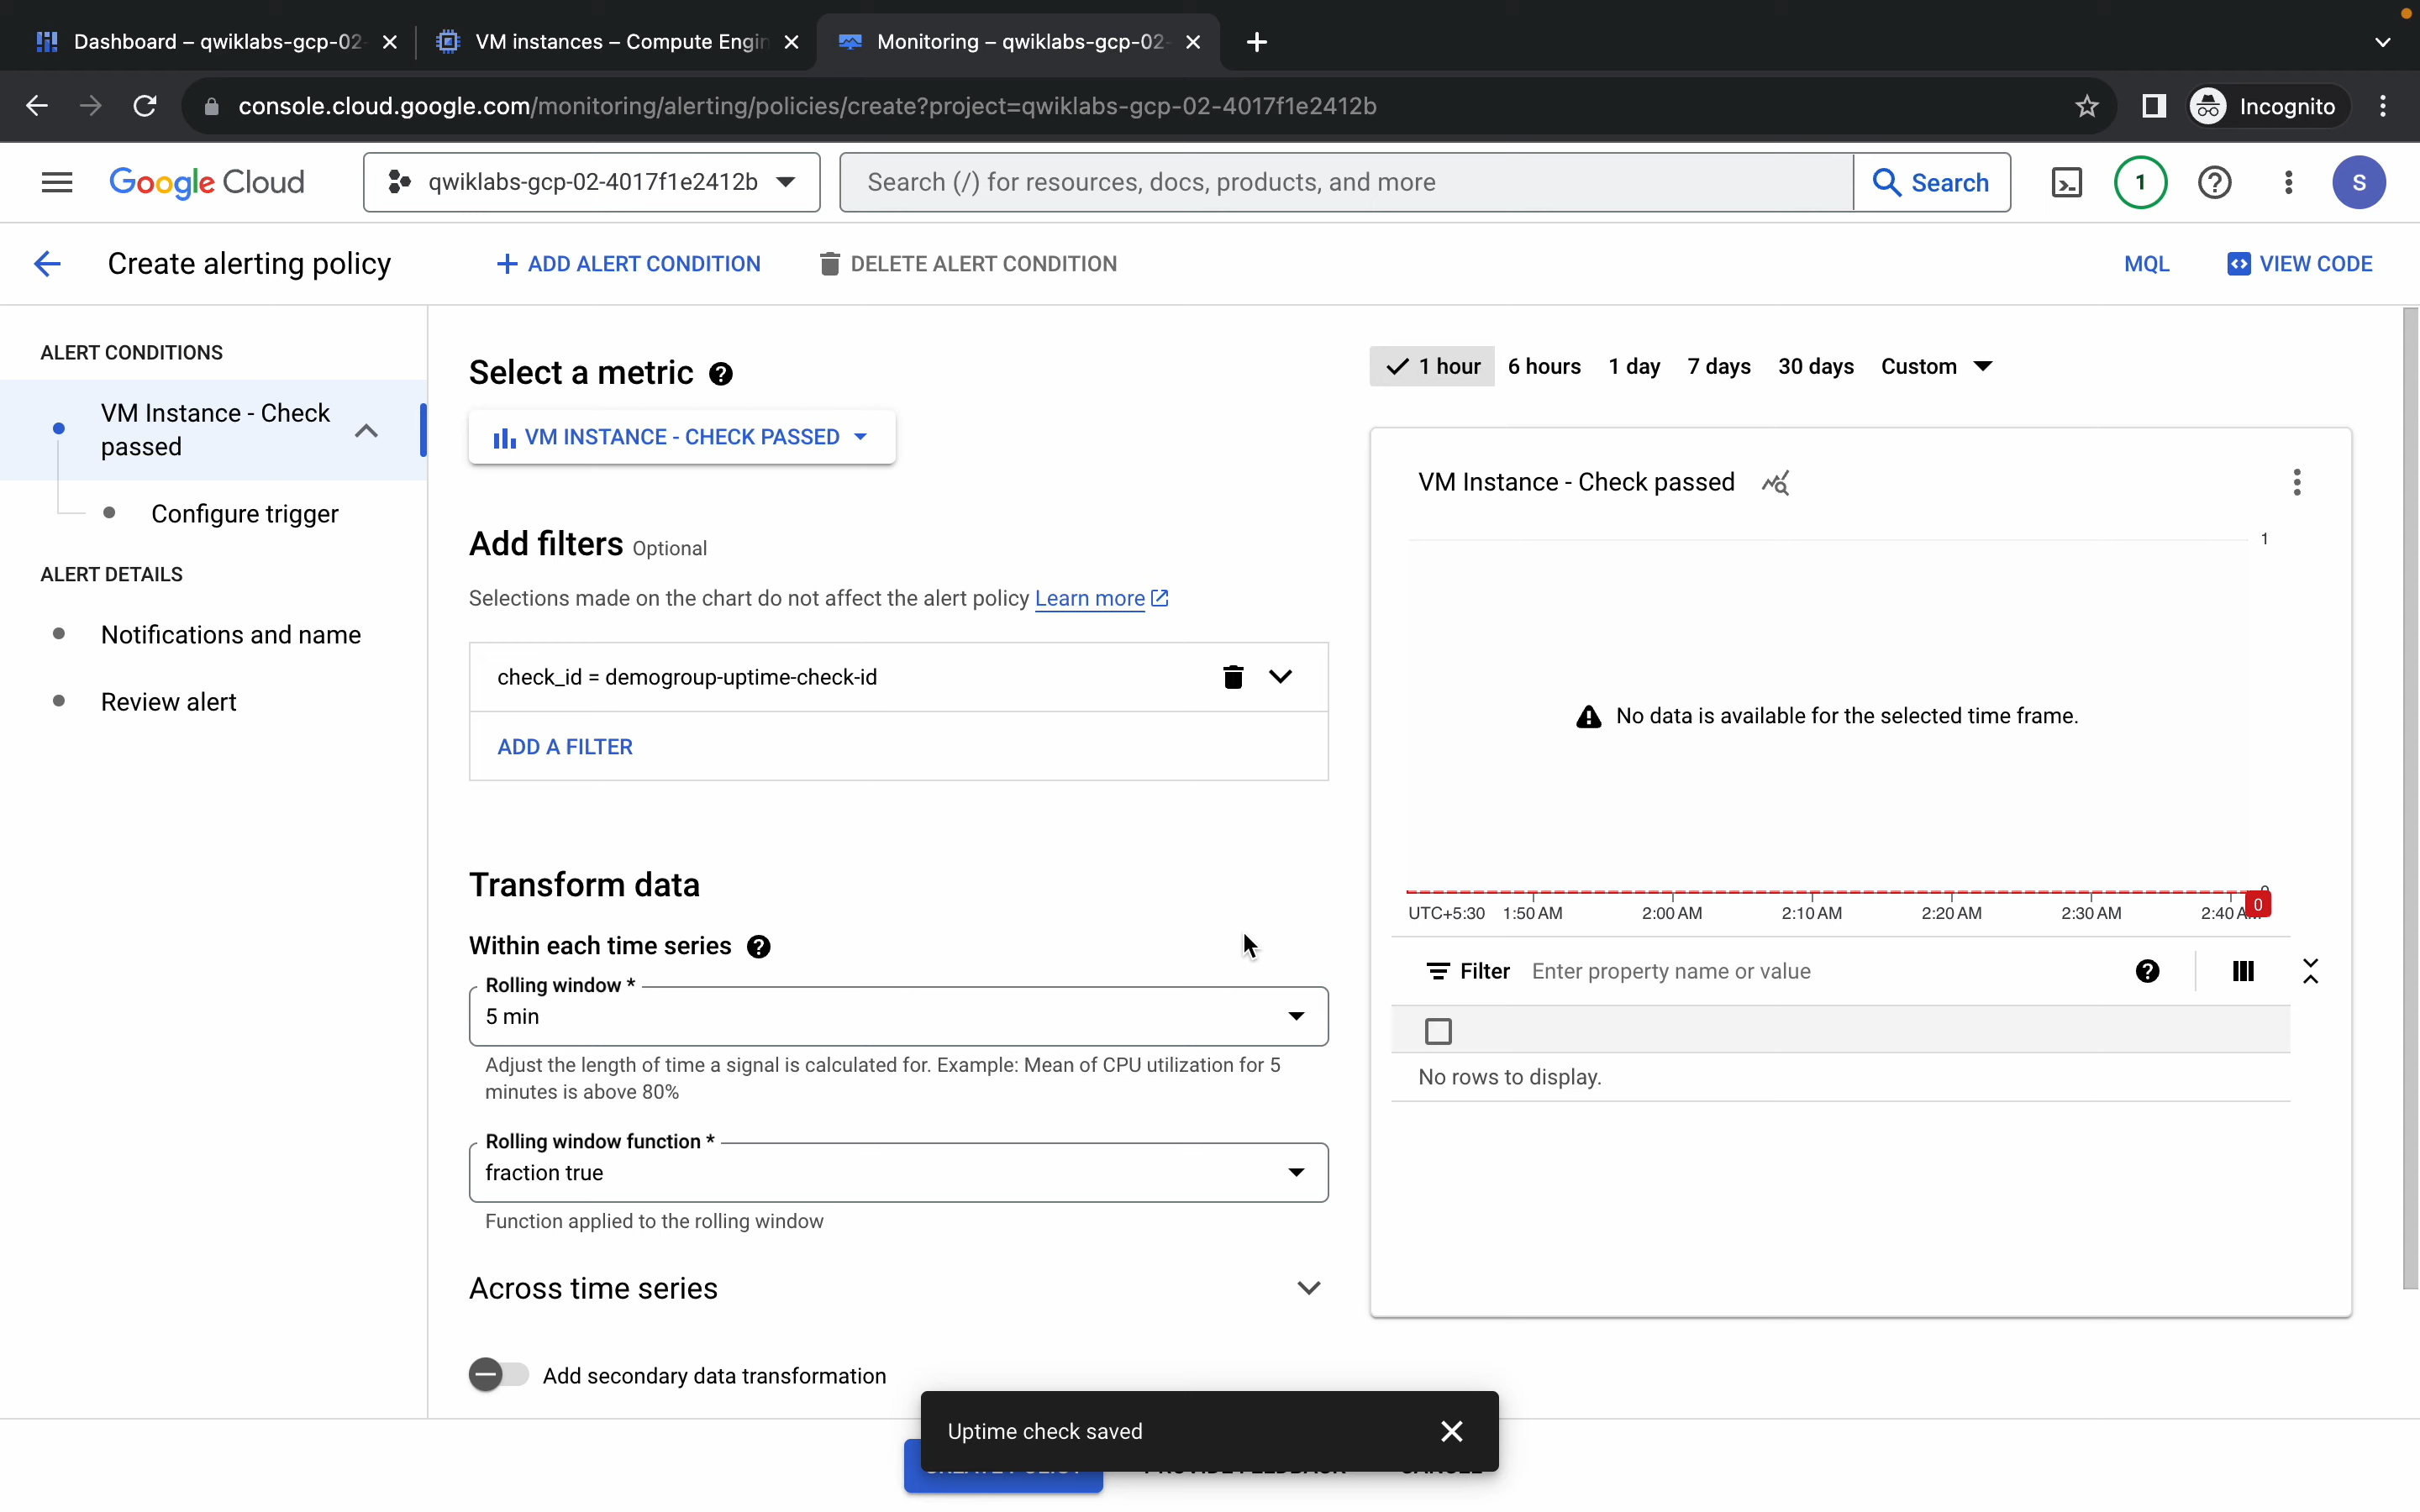 Dashboard – qwiklabs-gcp-02-
VM instances – Compute Engin
Monitoring – qwiklabs-gcp-02-
console.cloud.google.com/monitoring/alerting/policies/create?project=qwiklabs-gcp-02-4017f1e2412b
Incognito
Google Cloud
qwiklabs-gcp-02-4017f1e2412b
Search (/) for resources, docs, products, and more
Search
1
S
Create alerting policy
ADD ALERT CONDITION
DELETE ALERT CONDITION
MQL
VIEW CODE
ALERT CONDITIONS
VM Instance - Check
passed
Configure trigger
ALERT DETAILS
Notifications and name
Review alert
Select a metric
VM INSTANCE - CHECK PASSED
Add filters Optional
Selections made on the chart do not affect the alert policy Learn more
check_id = demogroup-uptime-check-id
ADD A FILTER
Transform data
Within each time series
Rolling window *
5 min
Adjust the length of time a signal is calculated for. Example: Mean of CPU utilization for 5
minutes is above 80%
Rolling window function *
fraction true
Function applied to the rolling window
Across time series
Add secondary data transformation
1 hour 6 hours 1 day 7 days 30 days Custom
VM Instance - Check passed
1
No data is available for the selected time frame.
0
UTC+5:30 1:50 AM 2:00 AM 2:10 AM 2:20 AM 2:30 AM 2:40
Filter Enter property name or value
No rows to display.
Uptime check saved